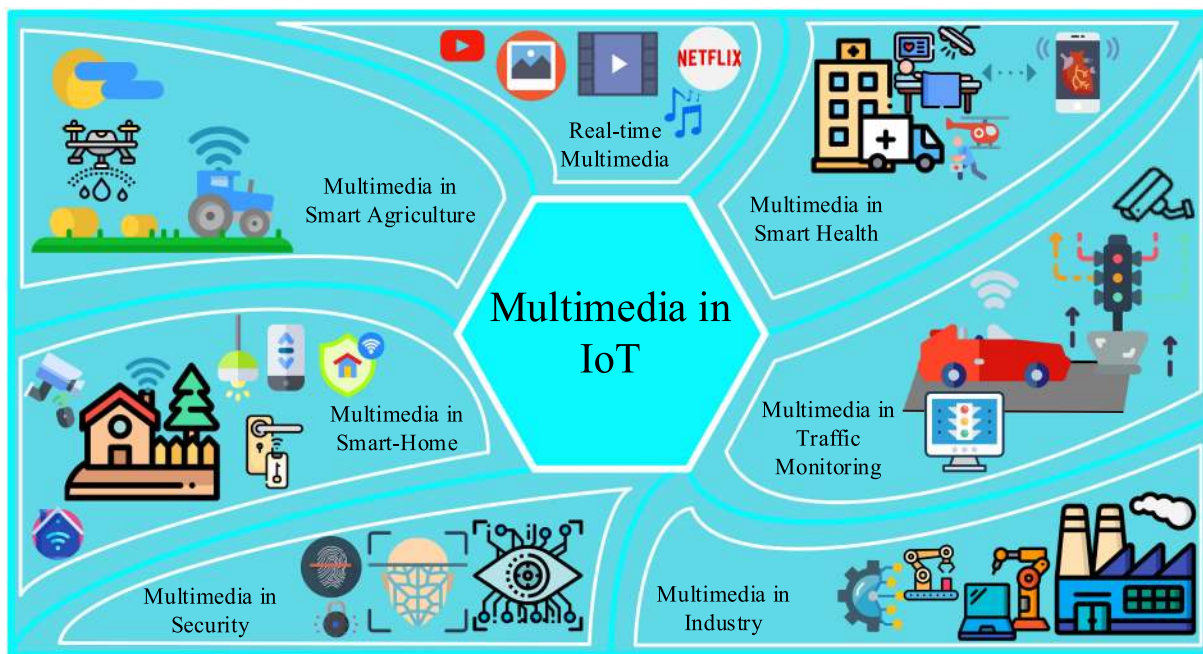 NETFLIX
Real-time
Multimedia
Multimedia in
Smart Agriculture
Multimedia in
Smart Health
Multimedia in
IoT
Multimedia in
Smart-Home
Multimedia in
Traffic
Monitoring
Multimedia in
Security
Multimedia in
Industry